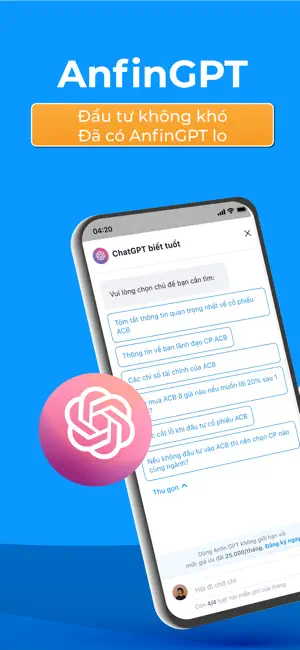 AnfinGPT
Đầu tư không khó
Đã có AnfinGPT lo
04:20
ChatGPT biết tuốt
Vui lòng chọn chủ đề bạn cần tìm:
Tóm tắt thông tin quan trọng nhất về cổ phiếu
ACB
Thông tin về ban lãnh đạo CP ACB
Các chỉ số tài chính của ACB
mua ACB ở giá nào nếu muốn lời 20% sau 1
?
cắt lỗ khi đầu tư cổ phiếu ACB
Nếu không đầu tư vào ACB thì nên chọn CP nào
cùng ngành?
Thu gọn
Dùng Anfin GPT không giới hạn với
mức giá ưu đãi 25,000/tháng. Đăng ký ngay
Hỏi đi chờ chi
Còn 4/4 lượt hỏi miễn phí của tháng